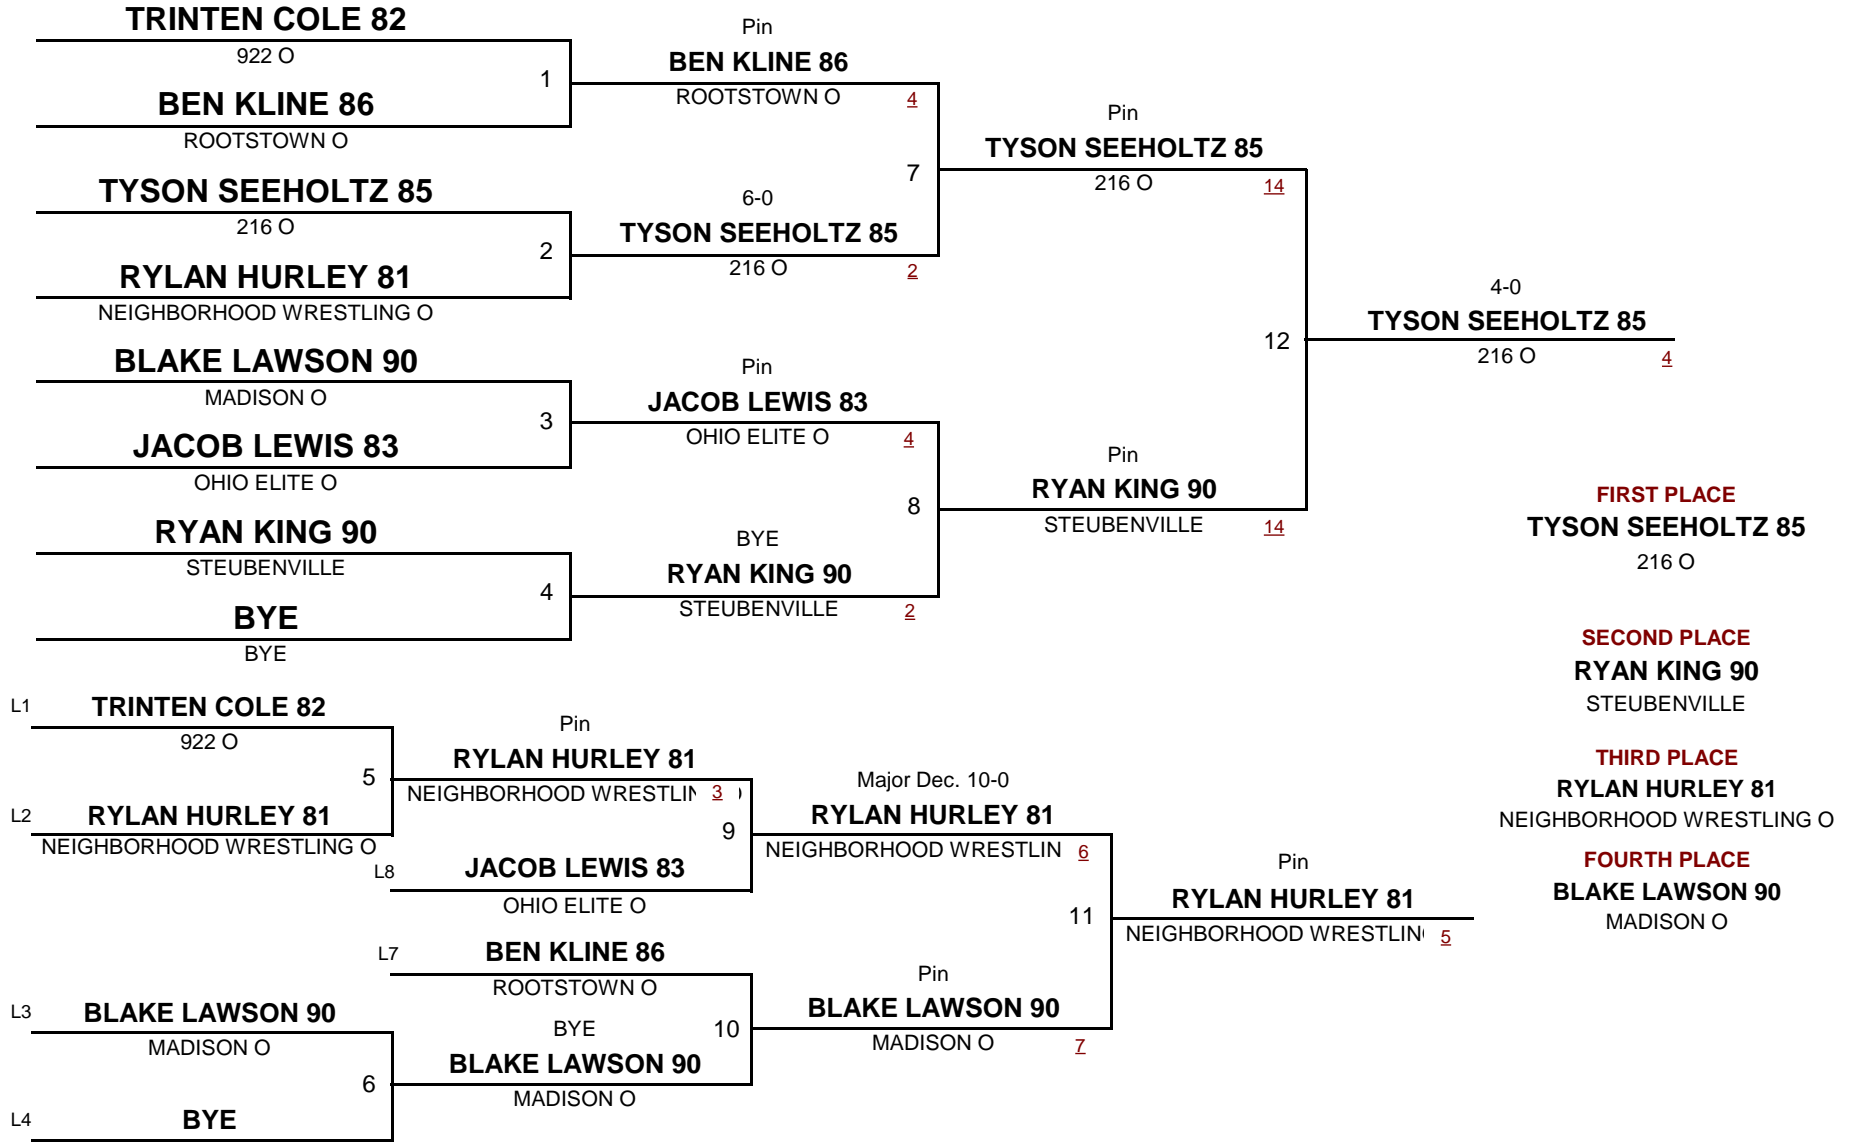 TRINTEN COLE 82
922 O
1
BEN KLINE 86
ROOTSTOWN O
TYSON SEEHOLTZ 85
216 O
2
RYLAN HURLEY 81
NEIGHBORHOOD WRESTLING O
BLAKE LAWSON 90
MADISON O
3
JACOB LEWIS 83
OHIO ELITE O
RYAN KING 90
STEUBENVILLE
4
BYE
BYE
Pin
BEN KLINE 86
ROOTSTOWN O 4
7
6-0
TYSON SEEHOLTZ 85
216 O 2
Pin
JACOB LEWIS 83
OHIO ELITE O 4
8
BYE
RYAN KING 90
STEUBENVILLE 2
Pin
TYSON SEEHOLTZ 85
216 O 14
12
Pin
RYAN KING 90
STEUBENVILLE 14
4-0
TYSON SEEHOLTZ 85
216 O 4
FIRST PLACE
TYSON SEEHOLTZ 85
216 O
SECOND PLACE
RYAN KING 90
STEUBENVILLE
THIRD PLACE
RYLAN HURLEY 81
NEIGHBORHOOD WRESTLING O
FOURTH PLACE
BLAKE LAWSON 90
MADISON O
L1 TRINTEN COLE 82
922 O
5
L2 RYLAN HURLEY 81
NEIGHBORHOOD WRESTLING O
L3 BLAKE LAWSON 90
MADISON O
6
L4 BYE
Pin
RYLAN HURLEY 81
NEIGHBORHOOD WRESTLIN 3
9
L8 JACOB LEWIS 83
OHIO ELITE O
L7 BEN KLINE 86
ROOTSTOWN O
10
BYE
BLAKE LAWSON 90
MADISON O
Major Dec. 10-0
RYLAN HURLEY 81
NEIGHBORHOOD WRESTLIN 6
11
Pin
BLAKE LAWSON 90
MADISON O 7
Pin
RYLAN HURLEY 81
NEIGHBORHOOD WRESTLIN 5